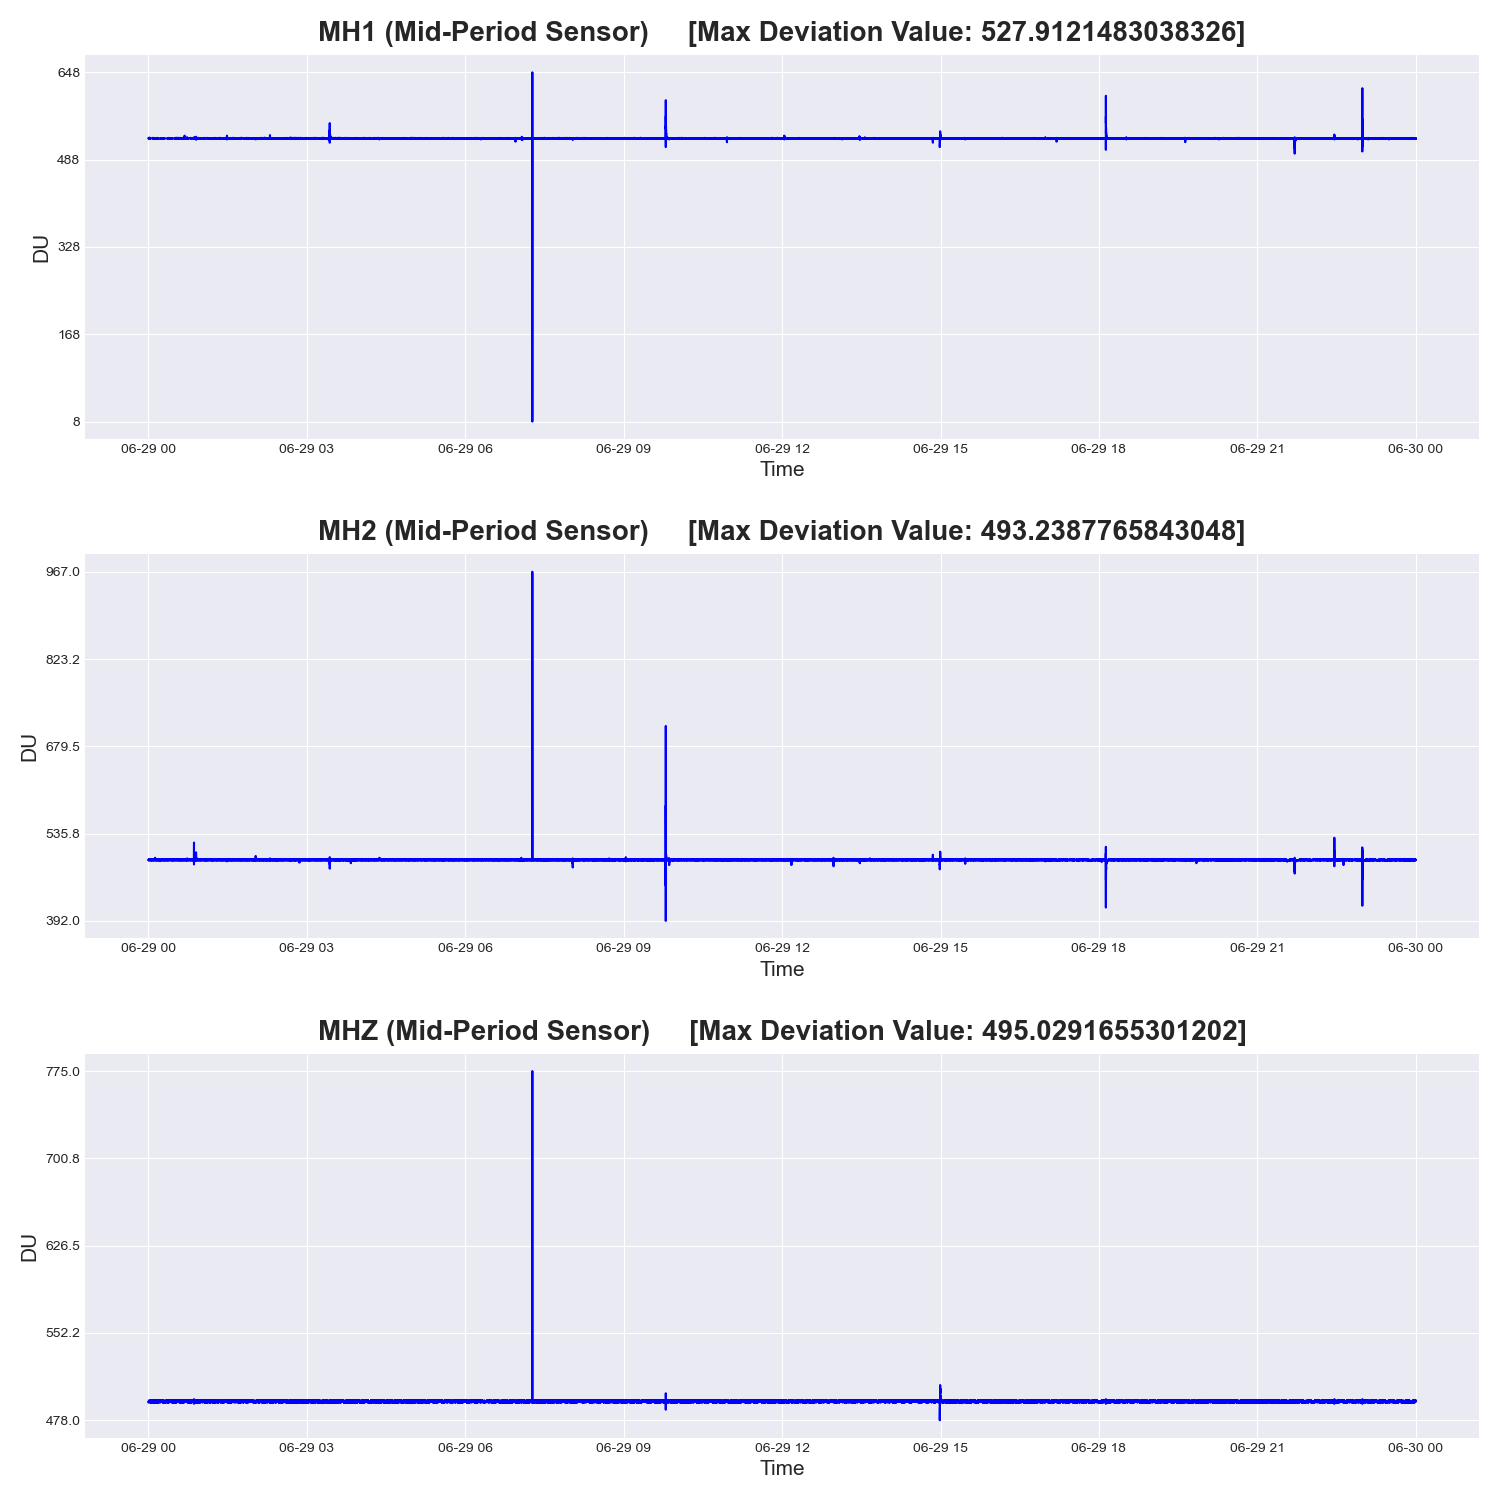 MH1 (Mid-Period Sensor) [Max Deviation Value: 527.9121483038326]
648
488
328
168
8
DU
06-29 00 06-29 03 06-29 06 06-29 09 06-29 12 06-29 15 06-29 18 06-29 21 06-30 00
Time
MH2 (Mid-Period Sensor) [Max Deviation Value: 493.2387765843048]
967.0
823.2
679.5
535.8
392.0
DU
06-29 00 06-29 03 06-29 06 06-29 09 06-29 12 06-29 15 06-29 18 06-29 21 06-30 00
Time
MHZ (Mid-Period Sensor) [Max Deviation Value: 495.0291655301202]
775.0
700.8
626.5
552.2
478.0
DU
06-29 00 06-29 03 06-29 06 06-29 09 06-29 12 06-29 15 06-29 18 06-29 21 06-30 00
Time